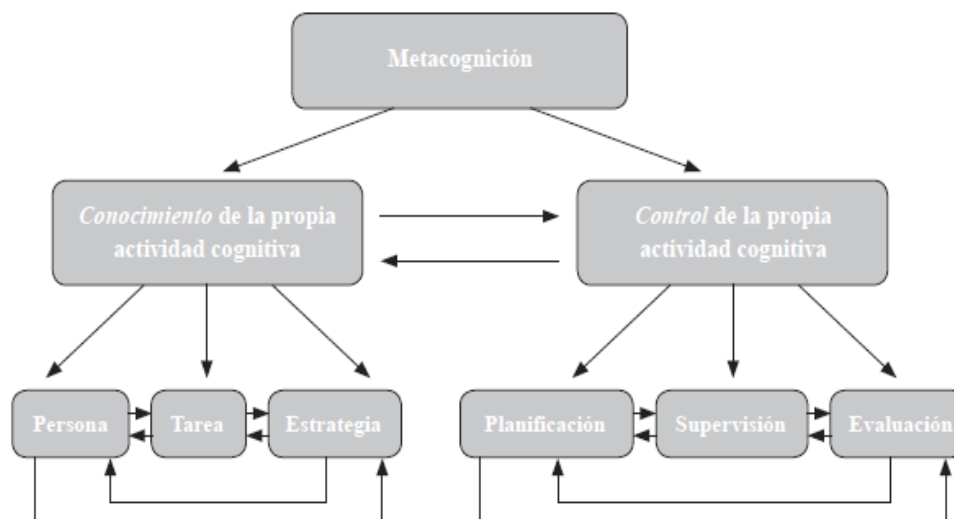 Metacognición
Conocimiento de la propia
actividad cognitiva
Control de la propia
actividad cognitiva
Persona
Tarea
Estrategia
Planificación
Supervisión
Evaluación